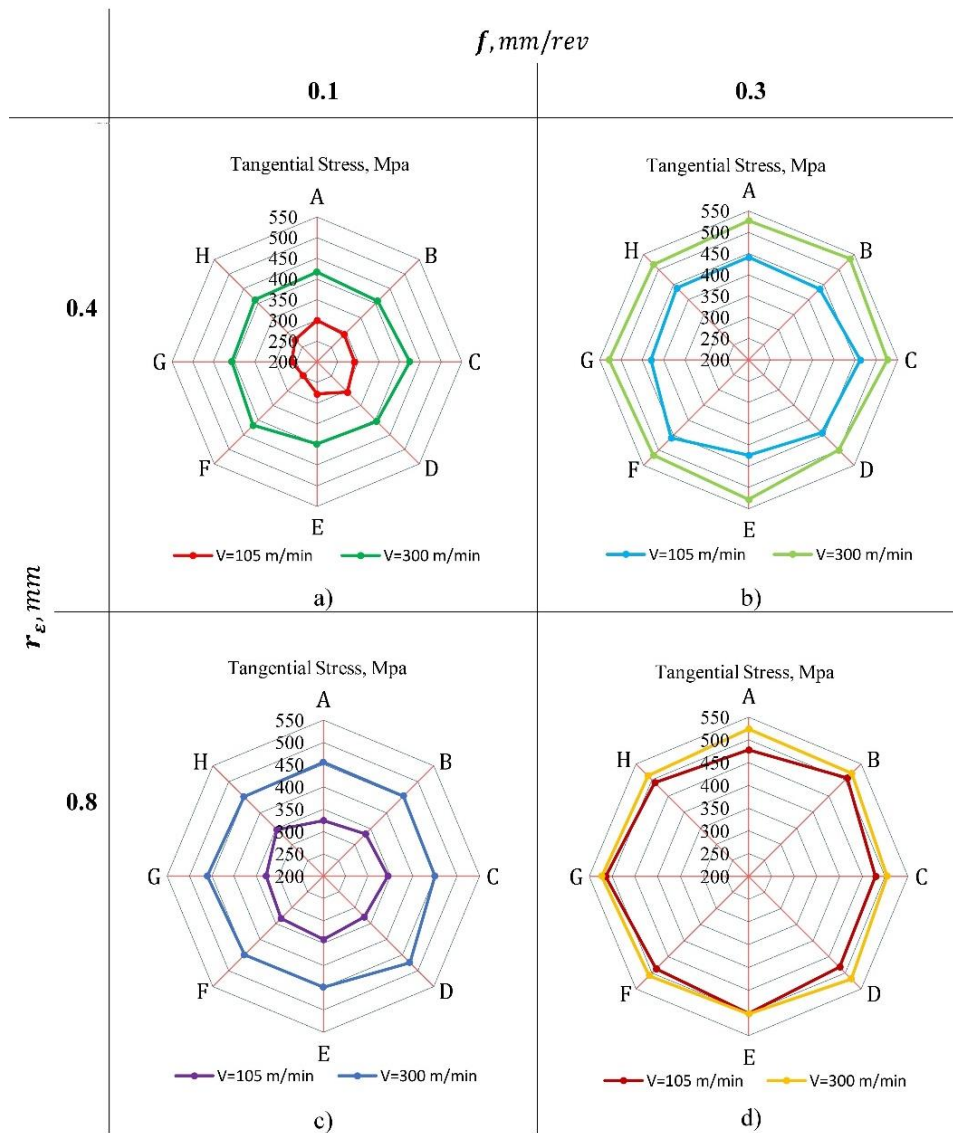 f, mm/rev
0.1 0.3
r_ε, mm
0.4
Tangential Stress, Mpa
A
550
500
450
400
350
300
250
200
H B
G C
F D
E
V=105 m/min V=300 m/min
a)
Tangential Stress, Mpa
A
550
500
450
400
350
300
250
200
H B
G C
F D
E
V=105 m/min V=300 m/min
b)
0.8
Tangential Stress, Mpa
A
550
500
450
400
350
300
250
200
H B
G C
F D
E
V=105 m/min V=300 m/min
c)
Tangential Stress, Mpa
A
550
500
450
400
350
300
250
200
H B
G C
F D
E
V=105 m/min V=300 m/min
d)